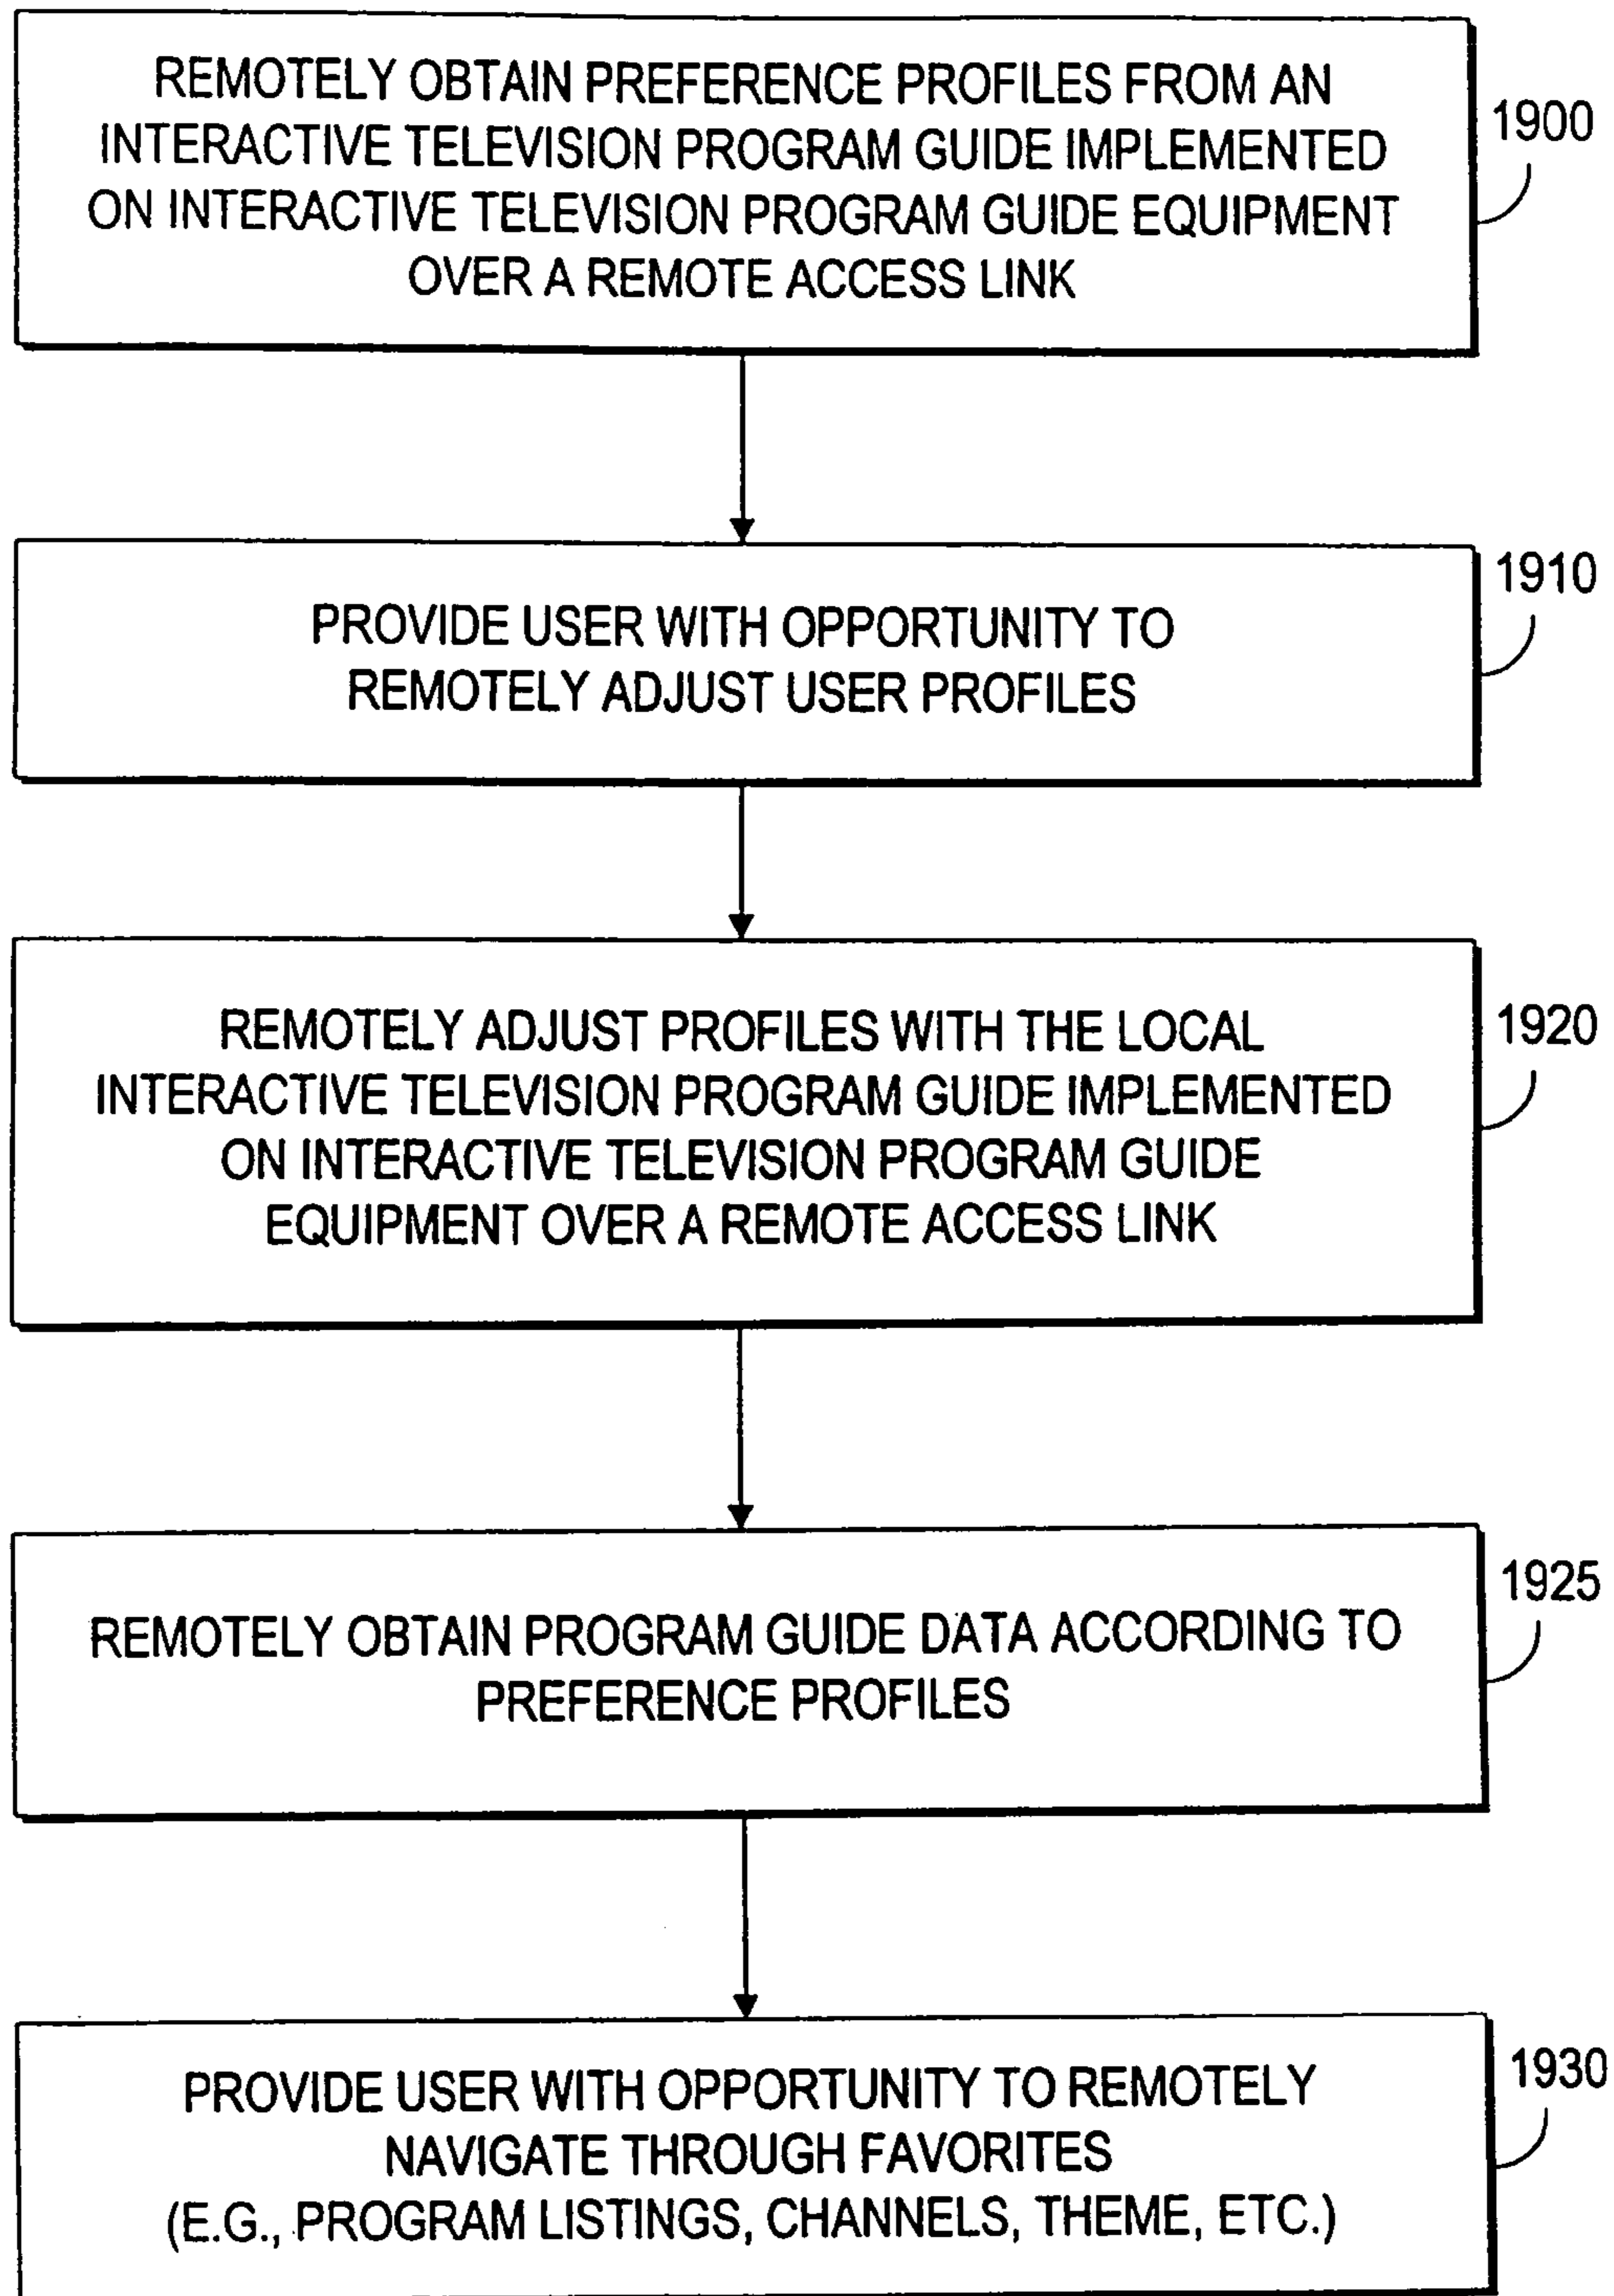 REMOTELY OBTAIN PREFERENCE PROFILES FROM AN
INTERACTIVE TELEVISION PROGRAM GUIDE IMPLEMENTED
ON INTERACTIVE TELEVISION PROGRAM GUIDE EQUIPMENT
OVER A REMOTE ACCESS LINK
1900
PROVIDE USER WITH OPPORTUNITY TO
REMOTELY ADJUST USER PROFILES
1910
REMOTELY ADJUST PROFILES WITH THE LOCAL
INTERACTIVE TELEVISION PROGRAM GUIDE IMPLEMENTED
ON INTERACTIVE TELEVISION PROGRAM GUIDE
EQUIPMENT OVER A REMOTE ACCESS LINK
1920
REMOTELY OBTAIN PROGRAM GUIDE DATA ACCORDING TO
PREFERENCE PROFILES
1925
PROVIDE USER WITH OPPORTUNITY TO REMOTELY
NAVIGATE THROUGH FAVORITES
(E.G., PROGRAM LISTINGS, CHANNELS, THEME, ETC.)
1930